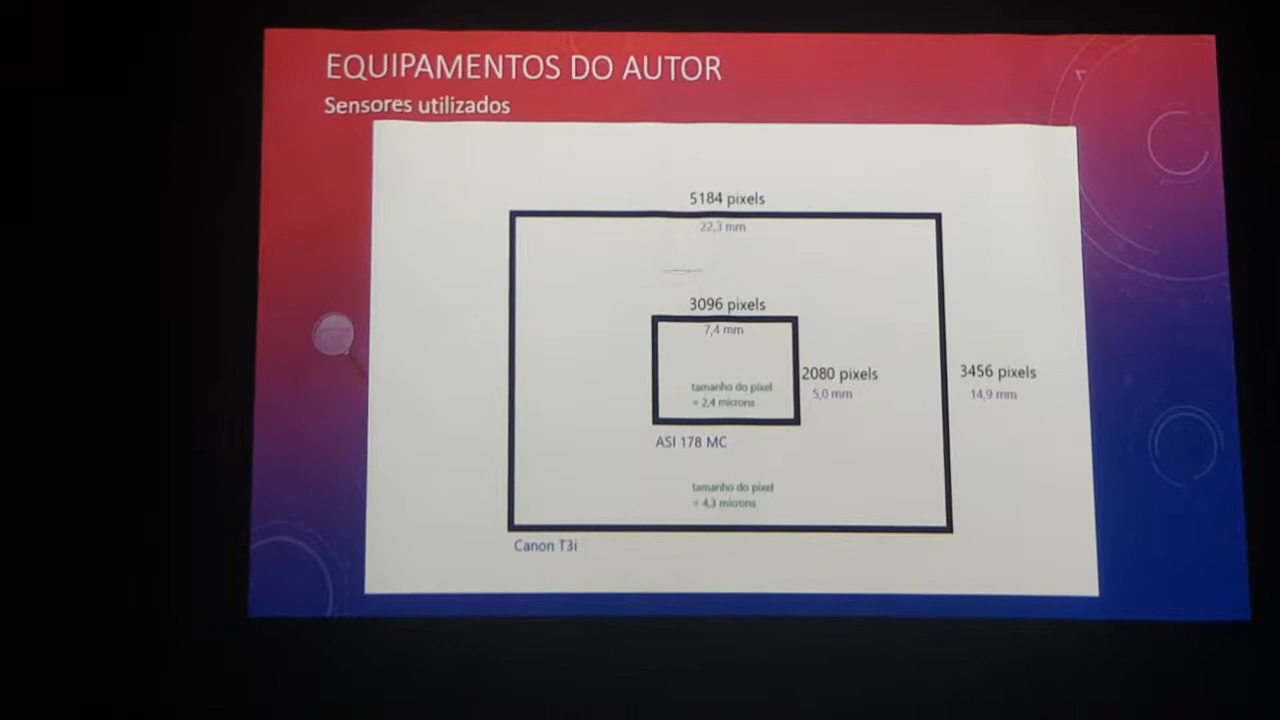 EQUIPAMENTOS DO AUTOR
Sensores utilizados
5184 pixels
22,3 mm
3096 pixels
7,4 mm
2080 pixels
5,0 mm
3456 pixels
14,9 mm
tamanho do pixel
= 2,4 microns
ASI 178 MC
tamanho do pixel
= 4,3 microns
Canon T3i